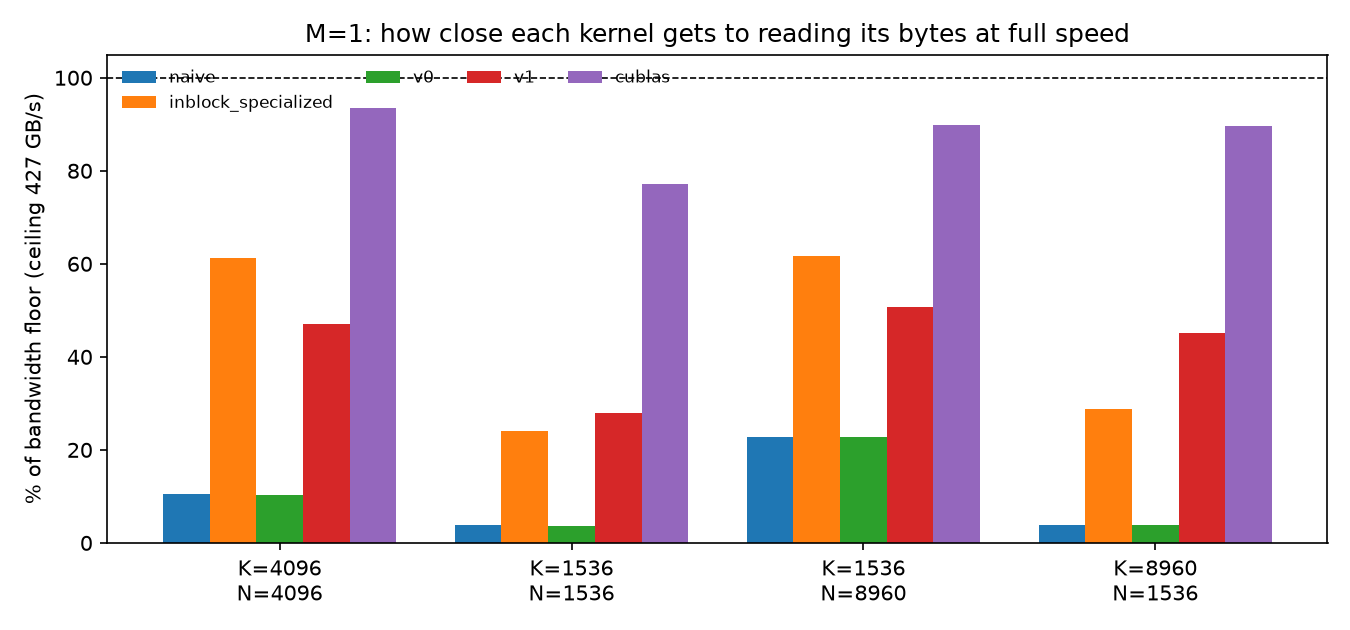 M=1: how close each kernel gets to reading its bytes at full speed
% of bandwidth floor (ceiling 427 GB/s)
100
80
60
40
20
0
naive
inblock_specialized
v0
v1
cublas
K=4096
N=4096
K=1536
N=1536
K=1536
N=8960
K=8960
N=1536